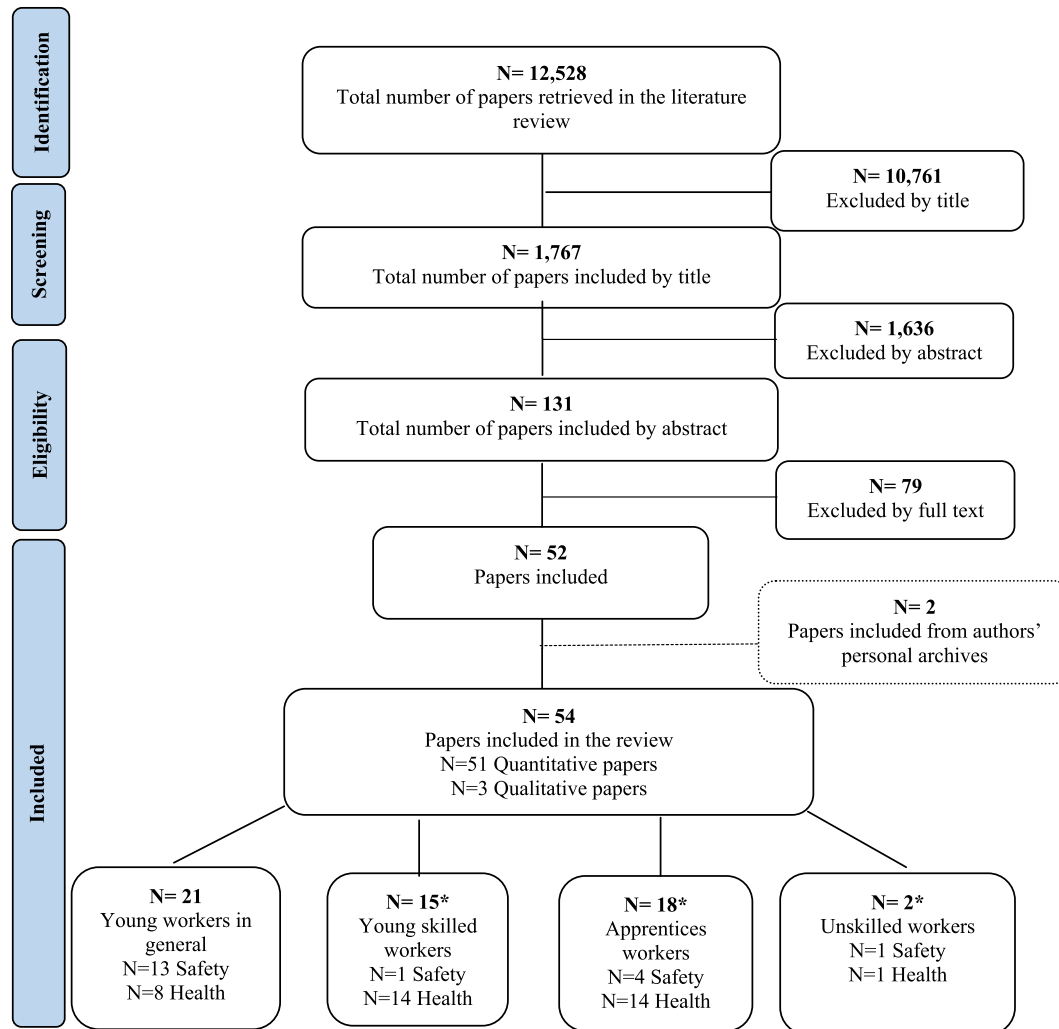 Identification
N= 12,528
Total number of papers retrieved in the literature
review
N= 10,761
Excluded by title
Screening
N= 1,767
Total number of papers included by title
N= 1,636
Excluded by abstract
Eligibility
N= 131
Total number of papers included by abstract
N= 79
Excluded by full text
Included
N= 52
Papers included
N= 2
Papers included from authors’
personal archives
N= 54
Papers included in the review
N=51 Quantitative papers
N=3 Qualitative papers
N= 21
Young workers in
general
N=13 Safety
N=8 Health
N= 15*
Young skilled
workers
N=1 Safety
N=14 Health
N= 18*
Apprentices
workers
N=4 Safety
N=14 Health
N= 2*
Unskilled workers
N=1 Safety
N=1 Health